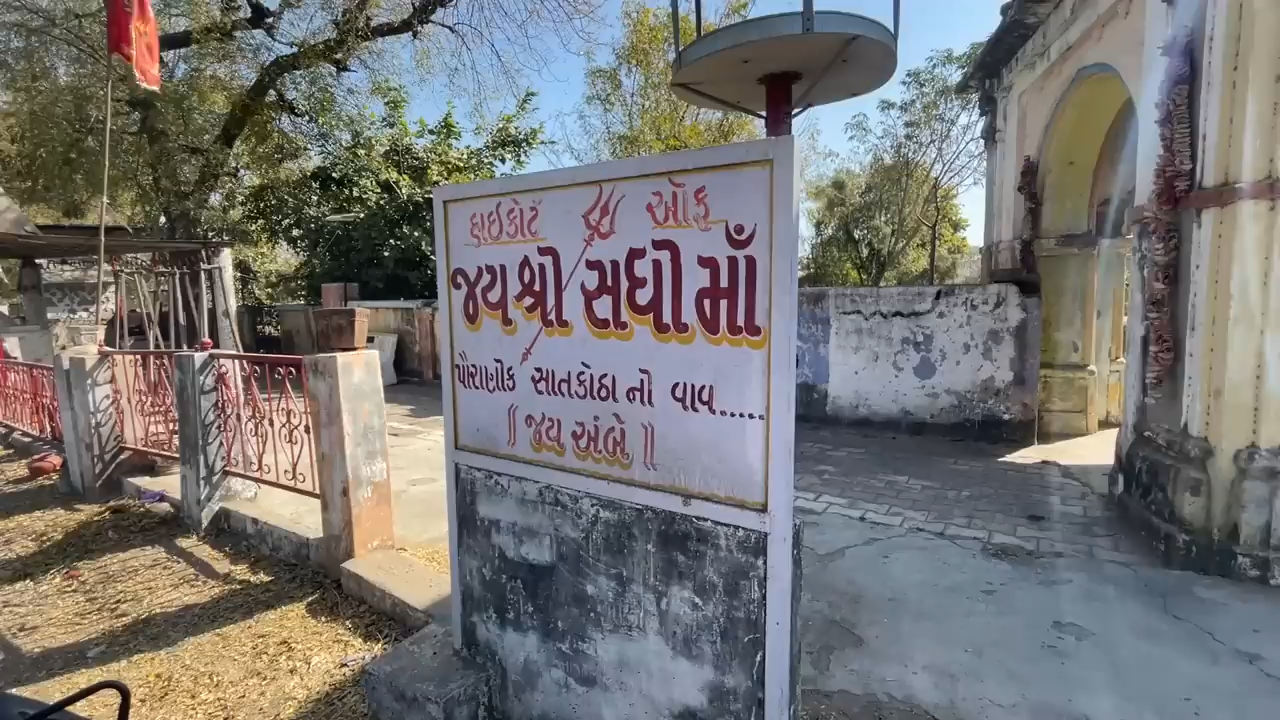 હાઇકોર્ટ ઓફ
જય શ્રી સધી માઁ
પૌરાણીક સાતકોઠા ની વાવ.....
॥ જય અંબે ॥